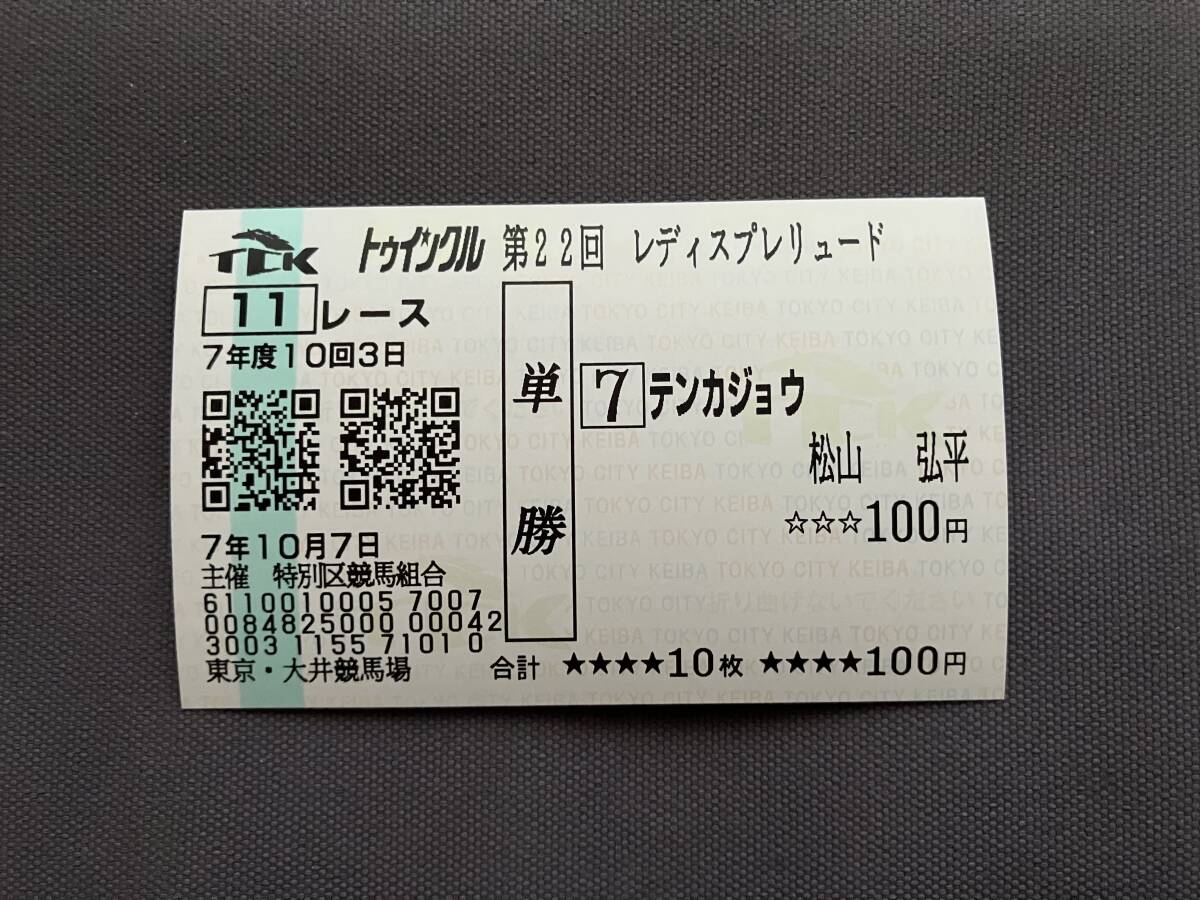 TCK トゥインクル 第22回 レディスプレリュード
11 レース
7年度10回3日
7年10月7日
主催 特別区競馬組合
6110010005 7007
0084825000 00042
3003 1155 7101 0
東京・大井競馬場
単勝
7 テンカジョウ
松山 弘平
☆☆☆100円
合計 ★★★★10枚 ★★★★100円
TOKYO CITY KEIBA
折り曲げないでください